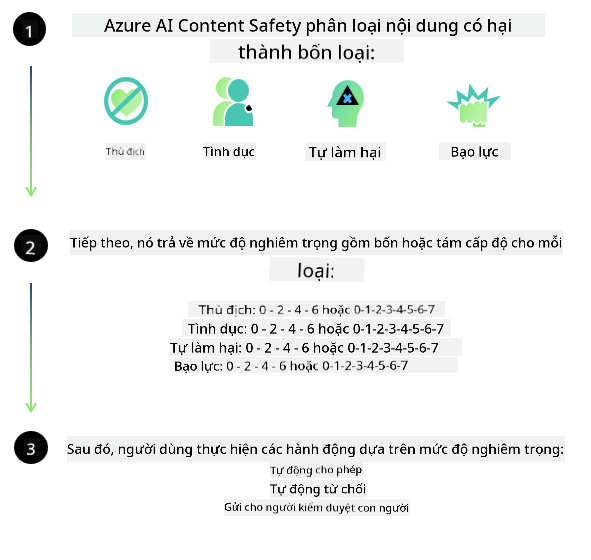 1
Azure AI Content Safety phân loại nội dung có hại
thành bốn loại:
Thù địch
Tình dục
Tự làm hại
Bạo lực
2
Tiếp theo, nó trả về mức độ nghiêm trọng gồm bốn hoặc tám cấp độ cho mỗi
loại:
Thù địch: 0 - 2 - 4 - 6 hoặc 0-1-2-3-4-5-6-7
Tình dục: 0 - 2 - 4 - 6 hoặc 0-1-2-3-4-5-6-7
Tự làm hại: 0 - 2 - 4 - 6 hoặc 0-1-2-3-4-5-6-7
Bạo lực: 0 - 2 - 4 - 6 hoặc 0-1-2-3-4-5-6-7
3
Sau đó, người dùng thực hiện các hành động dựa trên mức độ nghiêm trọng:
Tự động cho phép
Tự động từ chối
Gửi cho người kiểm duyệt con người